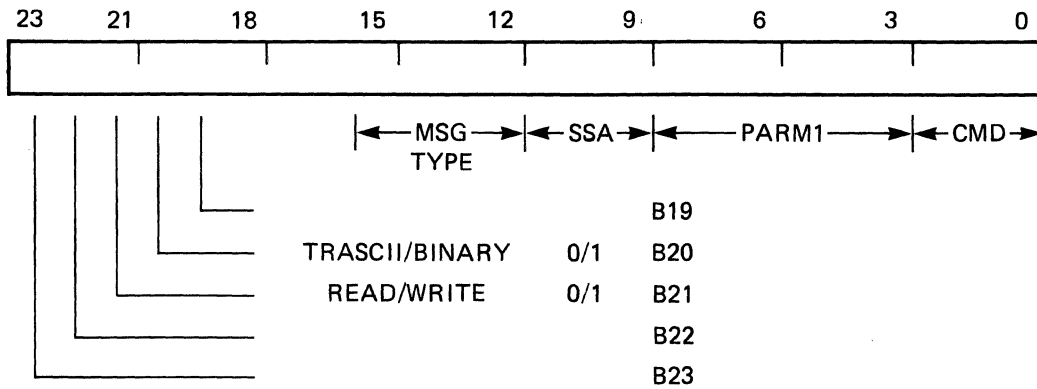 23 21 18 15 12 9 6 3 0
MSG SSA PARM1 CMD
TYPE
B19
TRASCII/BINARY 0/1 B20
READ/WRITE 0/1 B21
B22
B23